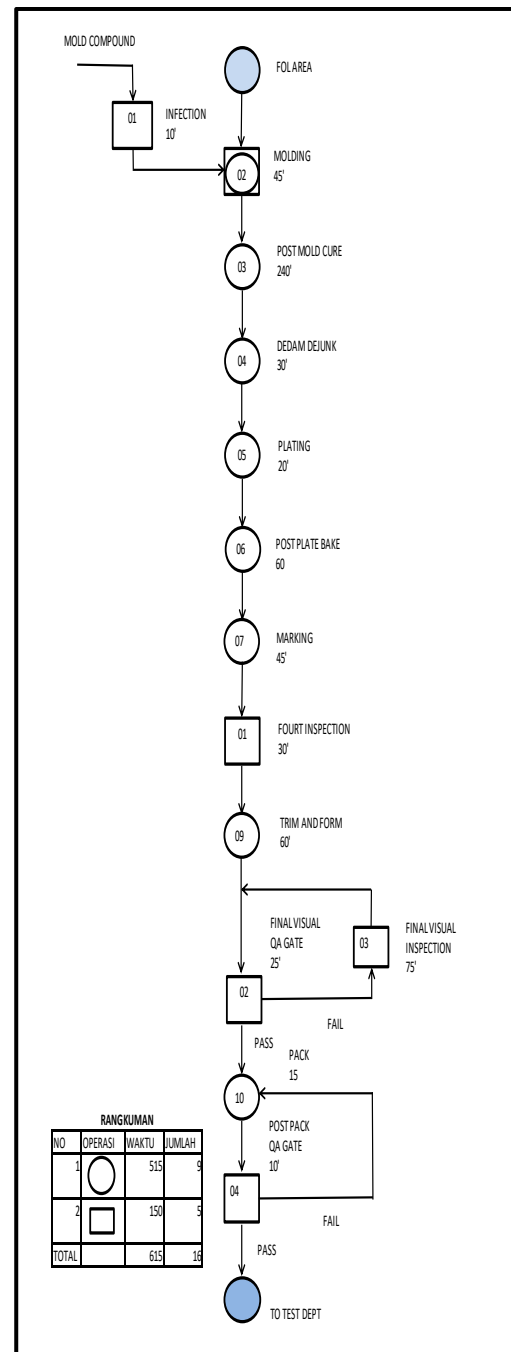 MOLD COMPOUND
FOL AREA
01
INFECTION
10'
02
MOLDING
45'
03
POST MOLD CURE
240'
04
DEDAM DEJUNK
30'
05
PLATING
20'
06
POST PLATE BAKE
60
07
MARKING
45'
01
FOURT INSPECTION
30'
09
TRIM AND FORM
60'
FINAL VISUAL
QA GATE
25'
03
FINAL VISUAL
INSPECTION
75'
02
FAIL
PASS
PACK
15
10
POST PACK
QA GATE
10'
04
FAIL
PASS
TO TEST DEPT
RANGKUMAN
NO OPERASI WAKTU JUMLAH
1 515 9
2 150 5
TOTAL 615 16